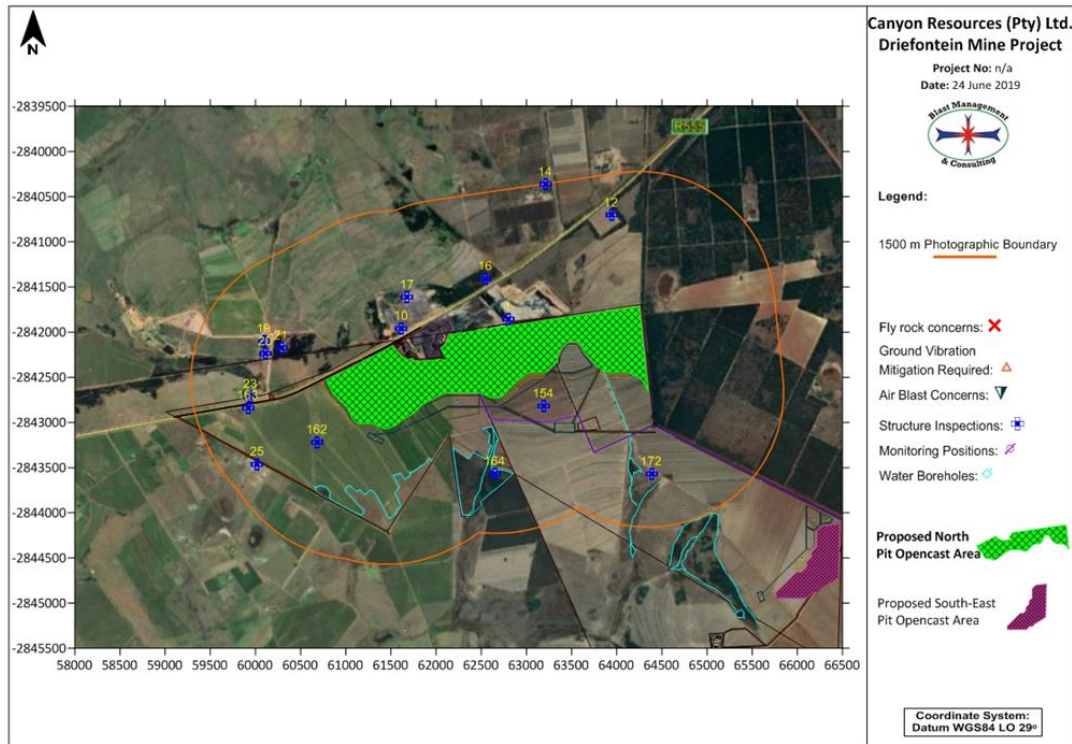 N
Canyon Resources (Pty) Ltd.
Driefontein Mine Project
Project No: n/a
Date: 24 June 2019
Blast Management
& Consulting
Legend:
1500 m Photographic Boundary
Fly rock concerns:
Ground Vibration
Mitigation Required:
Air Blast Concerns:
Structure Inspections:
Monitoring Positions:
Water Boreholes:
Proposed North
Pit Opencast Area
Proposed South-East
Pit Opencast Area
Coordinate System:
Datum WGS84 LO 29º
-2839500
-2840000
-2840500
-2841000
-2841500
-2842000
-2842500
-2843000
-2843500
-2844000
-2844500
-2845000
-2845500
58000 58500 59000 59500 60000 60500 61000 61500 62000 62500 63000 63500 64000 64500 65000 65500 66000 66500
R555
14
12
16
17
10
19
20
21
23
163
154
162
25
164
172